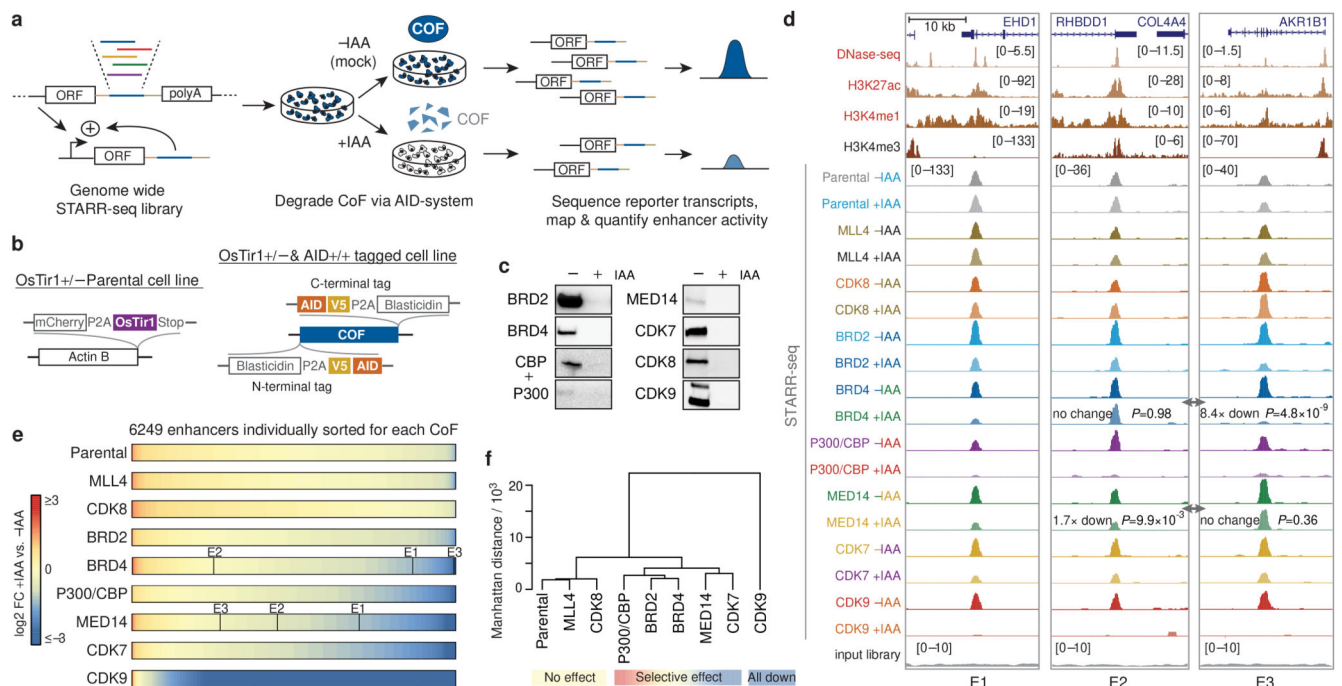 a
ORF
polyA
ORF
Genome wide
STARR-seq library
–IAA
(mock)
+IAA
COF
COF
Degrade CoF via AID-system
ORF
ORF
ORF
ORF
ORF
ORF
Sequence reporter transcripts,
map & quantify enhancer activity
b
OsTir1+/−Parental cell line
mCherry P2A OsTir1 Stop
Actin B
OsTir1+/−& AID+/+ tagged cell line
C-terminal tag
AID V5 P2A Blasticidin
COF
Blasticidin P2A V5 AID
N-terminal tag
c
− + IAA
BRD2
BRD4
CBP
+
P300
− + IAA
MED14
CDK7
CDK8
CDK9
d
10 kb
EHD1
RHBDD1 COL4A4
AKR1B1
DNase-seq [0–5.5] [0–11.5] [0–1.5]
H3K27ac [0–92] [0–28] [0–8]
H3K4me1 [0–19] [0–10] [0–6]
H3K4me3 [0–133] [0–6] [0–70]
STARR-seq
Parental –IAA [0–133] [0–36] [0–40]
Parental +IAA
MLL4 –IAA
MLL4 +IAA
CDK8 –IAA
CDK8 +IAA
BRD2 –IAA
BRD2 +IAA
BRD4 –IAA
BRD4 +IAA no change P=0.98 8.4× down P=4.8×10⁻⁹
P300/CBP –IAA
P300/CBP +IAA
MED14 –IAA
MED14 +IAA 1.7× down P=9.9×10⁻³ no change P=0.36
CDK7 –IAA
CDK7 +IAA
CDK9 –IAA
CDK9 +IAA
input library [0–10] [0–10] [0–10]
E1 E2 E3
e
6249 enhancers individually sorted for each CoF
log2 FC +IAA vs. –IAA
≥3
0
≤−3
Parental
MLL4
CDK8
BRD2
BRD4 E2 E1 E3
P300/CBP
MED14 E3 E2 E1
CDK7
CDK9
f
Manhattan distance / 10³
20
10
0
Parental
MLL4
CDK8
P300/CBP
BRD2
BRD4
MED14
CDK7
CDK9
No effect Selective effect All down